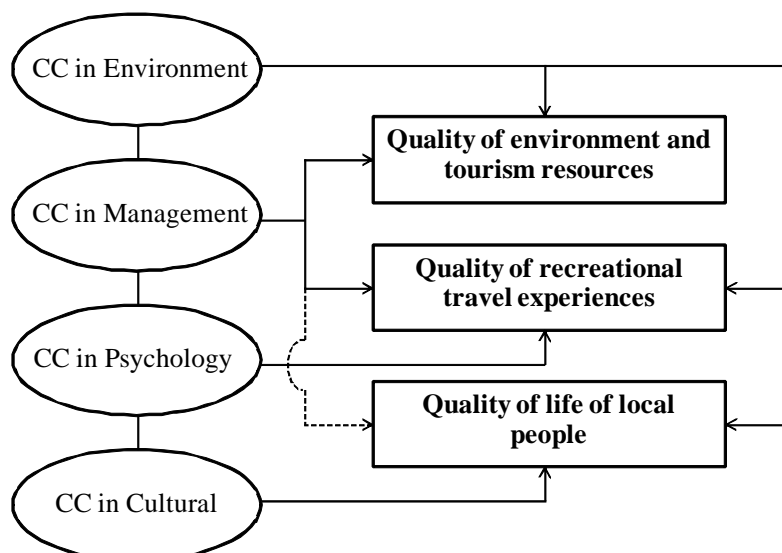 CC in Environment
Quality of environment and
tourism resources
CC in Management
Quality of recreational
travel experiences
CC in Psychology
Quality of life of local
people
CC in Cultural